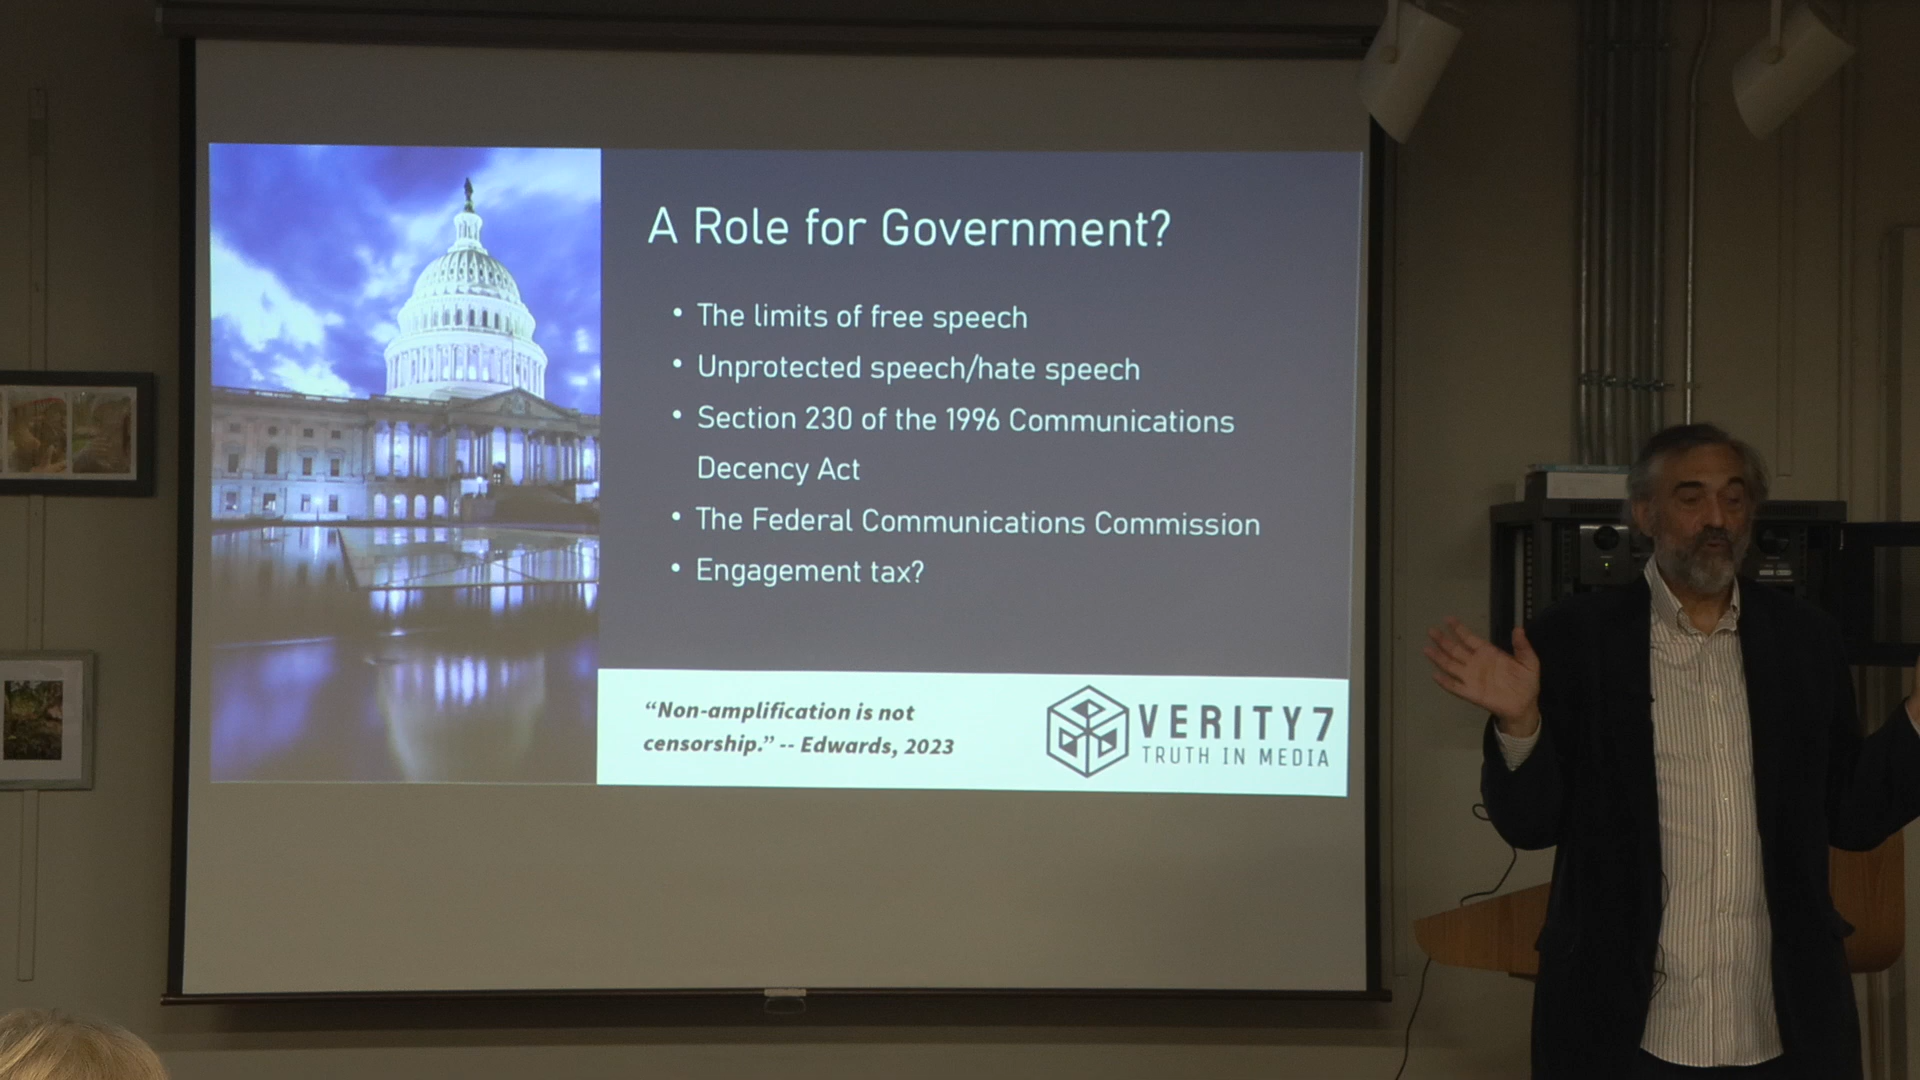 A Role for Government?
• The limits of free speech
• Unprotected speech/hate speech
• Section 230 of the 1996 Communications
Decency Act
• The Federal Communications Commission
• Engagement tax?
“Non-amplification is not
censorship.” -- Edwards, 2023
VERITY7
TRUTH IN MEDIA